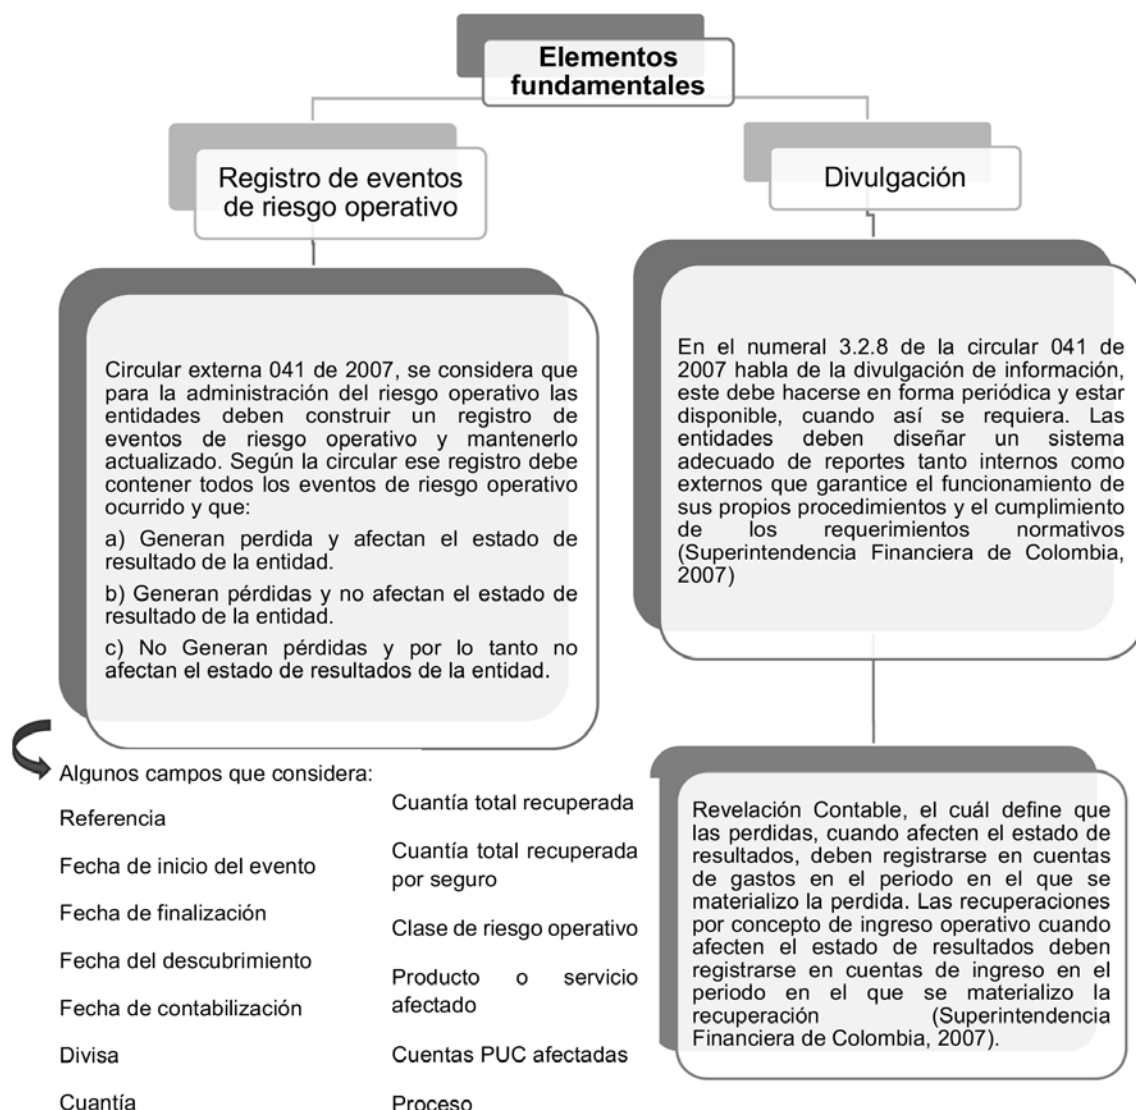 Elementos
fundamentales
Registro de eventos
de riesgo operativo
Circular externa 041 de 2007, se considera que
para la administración del riesgo operativo las
entidades deben construir un registro de
eventos de riesgo operativo y mantenerlo
actualizado. Según la circular ese registro debe
contener todos los eventos de riesgo operativo
ocurrido y que:
a) Generan perdida y afectan el estado de
resultado de la entidad.
b) Generan pérdidas y no afectan el estado de
resultado de la entidad.
c) No Generan pérdidas y por lo tanto no
afectan el estado de resultados de la entidad.
Algunos campos que considera:
Referencia
Fecha de inicio del evento
Fecha de finalización
Fecha del descubrimiento
Fecha de contabilización
Divisa
Cuantía
Cuantía total recuperada
Cuantía total recuperada
por seguro
Clase de riesgo operativo
Producto o servicio
afectado
Cuentas PUC afectadas
Proceso
Divulgación
En el numeral 3.2.8 de la circular 041 de
2007 habla de la divulgación de información,
este debe hacerse en forma periódica y estar
disponible, cuando así se requiera. Las
entidades deben diseñar un sistema
adecuado de reportes tanto internos como
externos que garantice el funcionamiento de
sus propios procedimientos y el cumplimiento
de los requerimientos normativos
(Superintendencia Financiera de Colombia,
2007)
Revelación Contable, el cuál define que
las perdidas, cuando afecten el estado de
resultados, deben registrarse en cuentas
de gastos en el periodo en el que se
materializo la perdida. Las recuperaciones
por concepto de ingreso operativo cuando
afecten el estado de resultados deben
registrarse en cuentas de ingreso en el
periodo en el que se materializo la
recuperación (Superintendencia
Financiera de Colombia, 2007).